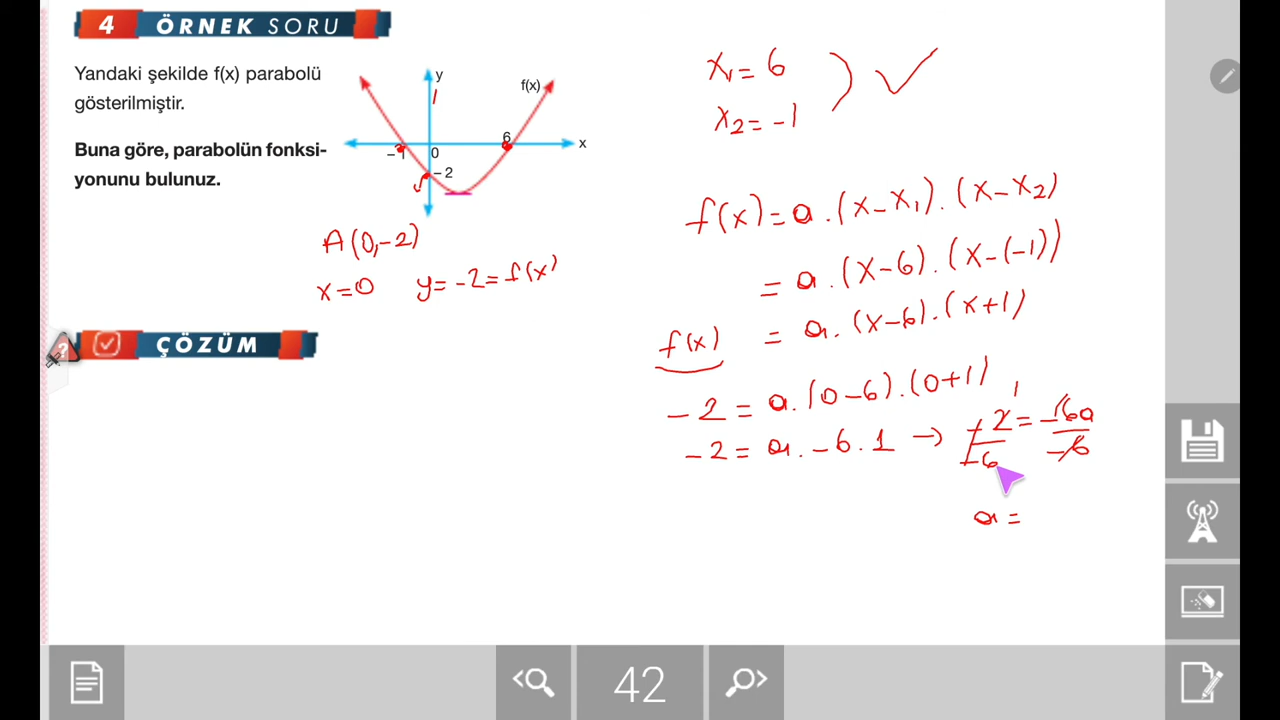 4 ÖRNEK SORU
Yandaki şekilde f(x) parabolü
gösterilmiştir.
Buna göre, parabolün fonksi-
yonunu bulunuz.
y
f(x)
6
x
-1
0
-2
A(0,-2)
x=0 y=-2=f(x)
ÇÖZÜM
x₁=6
x₂=-1
f(x)=a.(x-x₁).(x-x₂)
=a.(x-6).(x-(-1))
f(x) =a.(x-6).(x+1)
-2=a.(0-6).(0+1)
-2=a.-6.1 → -2/-6=-6a/-6
a=
42